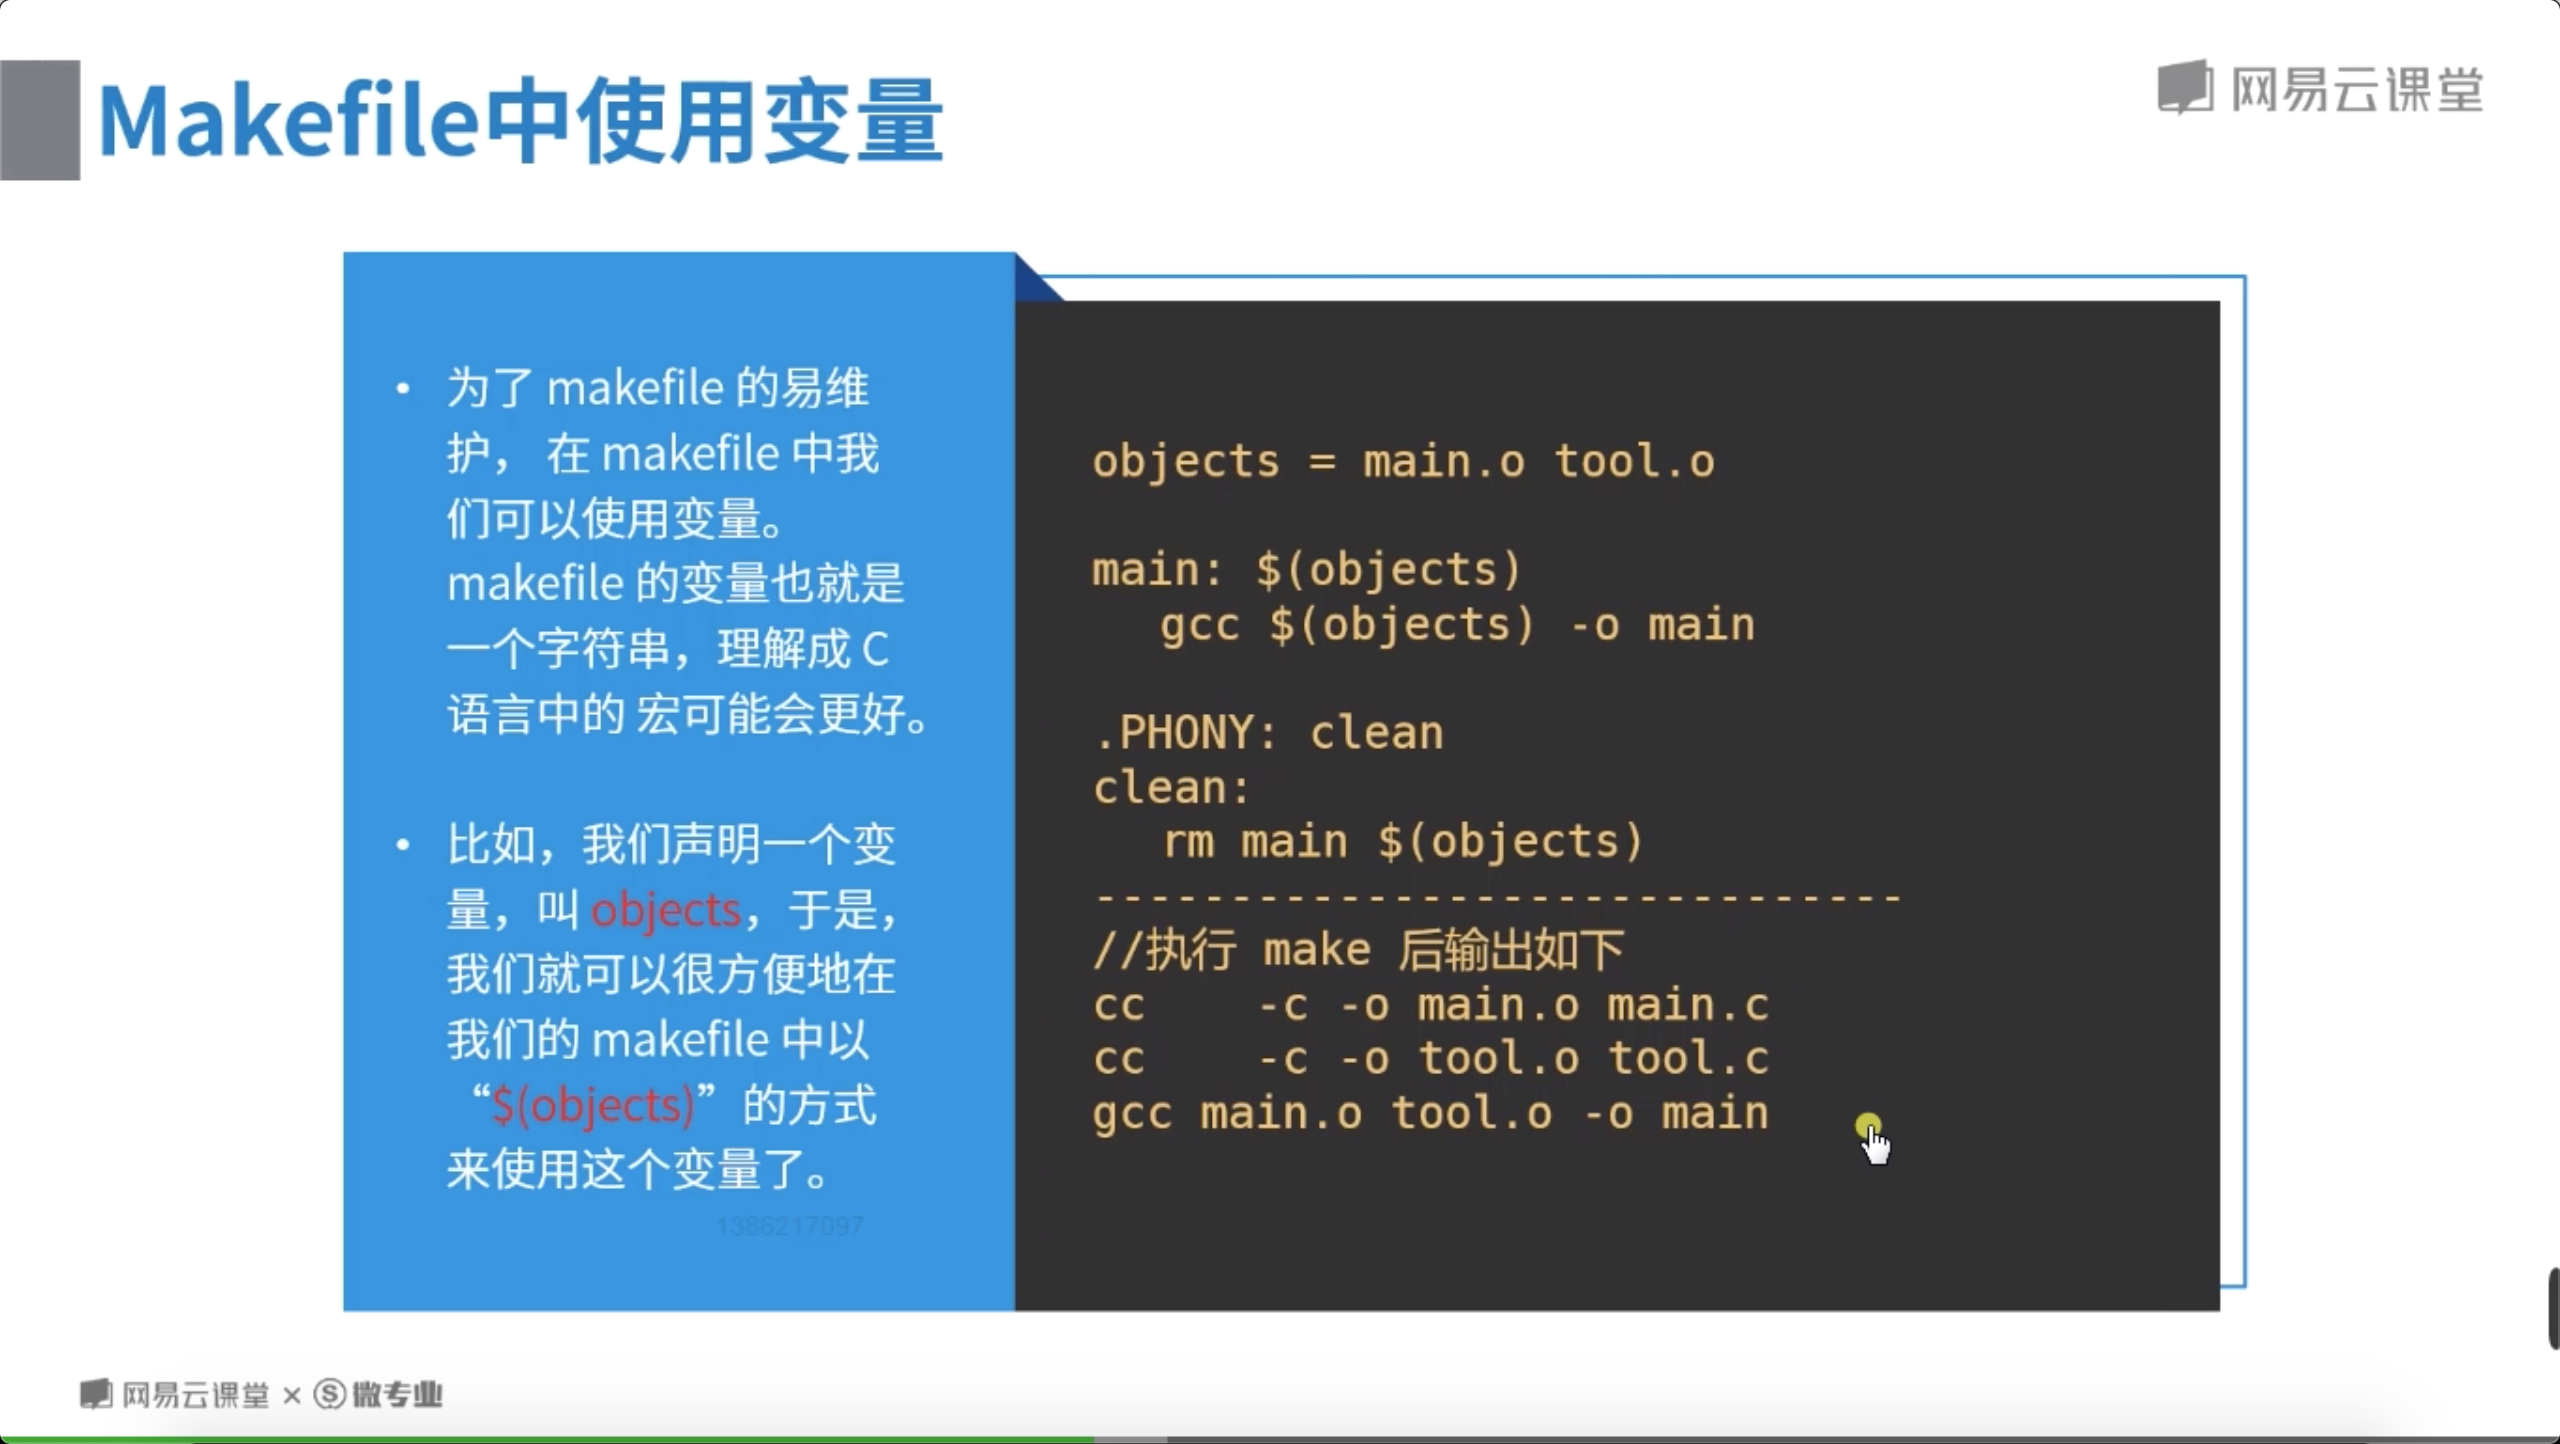 Makefile中使用变量
网易云课堂
• 为了 makefile 的易维
护， 在 makefile 中我
们可以使用变量。
makefile 的变量也就是
一个字符串，理解成 C
语言中的 宏可能会更好。
• 比如，我们声明一个变
量，叫 objects，于是，
我们就可以很方便地在
我们的 makefile 中以
“$(objects)”的方式
来使用这个变量了。
1386217097
objects = main.o tool.o
main: $(objects)
gcc $(objects) -o main
.PHONY: clean
clean:
rm main $(objects)
------------------------------
//执行 make 后输出如下
cc    -c -o main.o main.c
cc    -c -o tool.o tool.c
gcc main.o tool.o -o main
网易云课堂 × 微专业